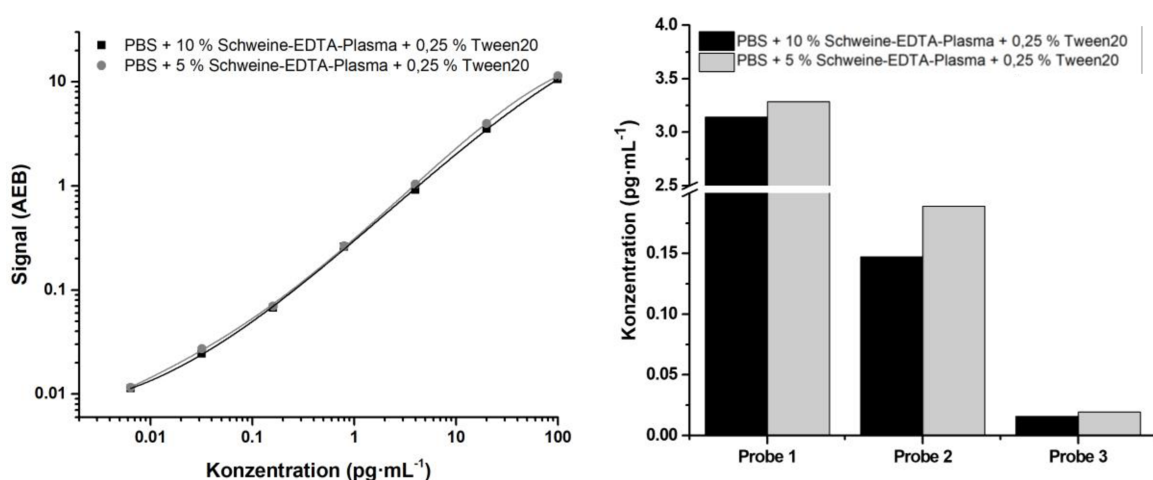 PBS + 10 % Schweine-EDTA-Plasma + 0,25 % Tween20
PBS + 5 % Schweine-EDTA-Plasma + 0,25 % Tween20
Signal (AEB)
10
1
0.1
0.01
0.01
0.1
1
10
100
Konzentration (pg·mL⁻¹)
PBS + 10 % Schweine-EDTA-Plasma + 0,25 % Tween20
PBS + 5 % Schweine-EDTA-Plasma + 0,25 % Tween20
Konzentration (pg·mL⁻¹)
4.0
3.5
3.0
2.5
0.15
0.10
0.05
0.00
Probe 1
Probe 2
Probe 3